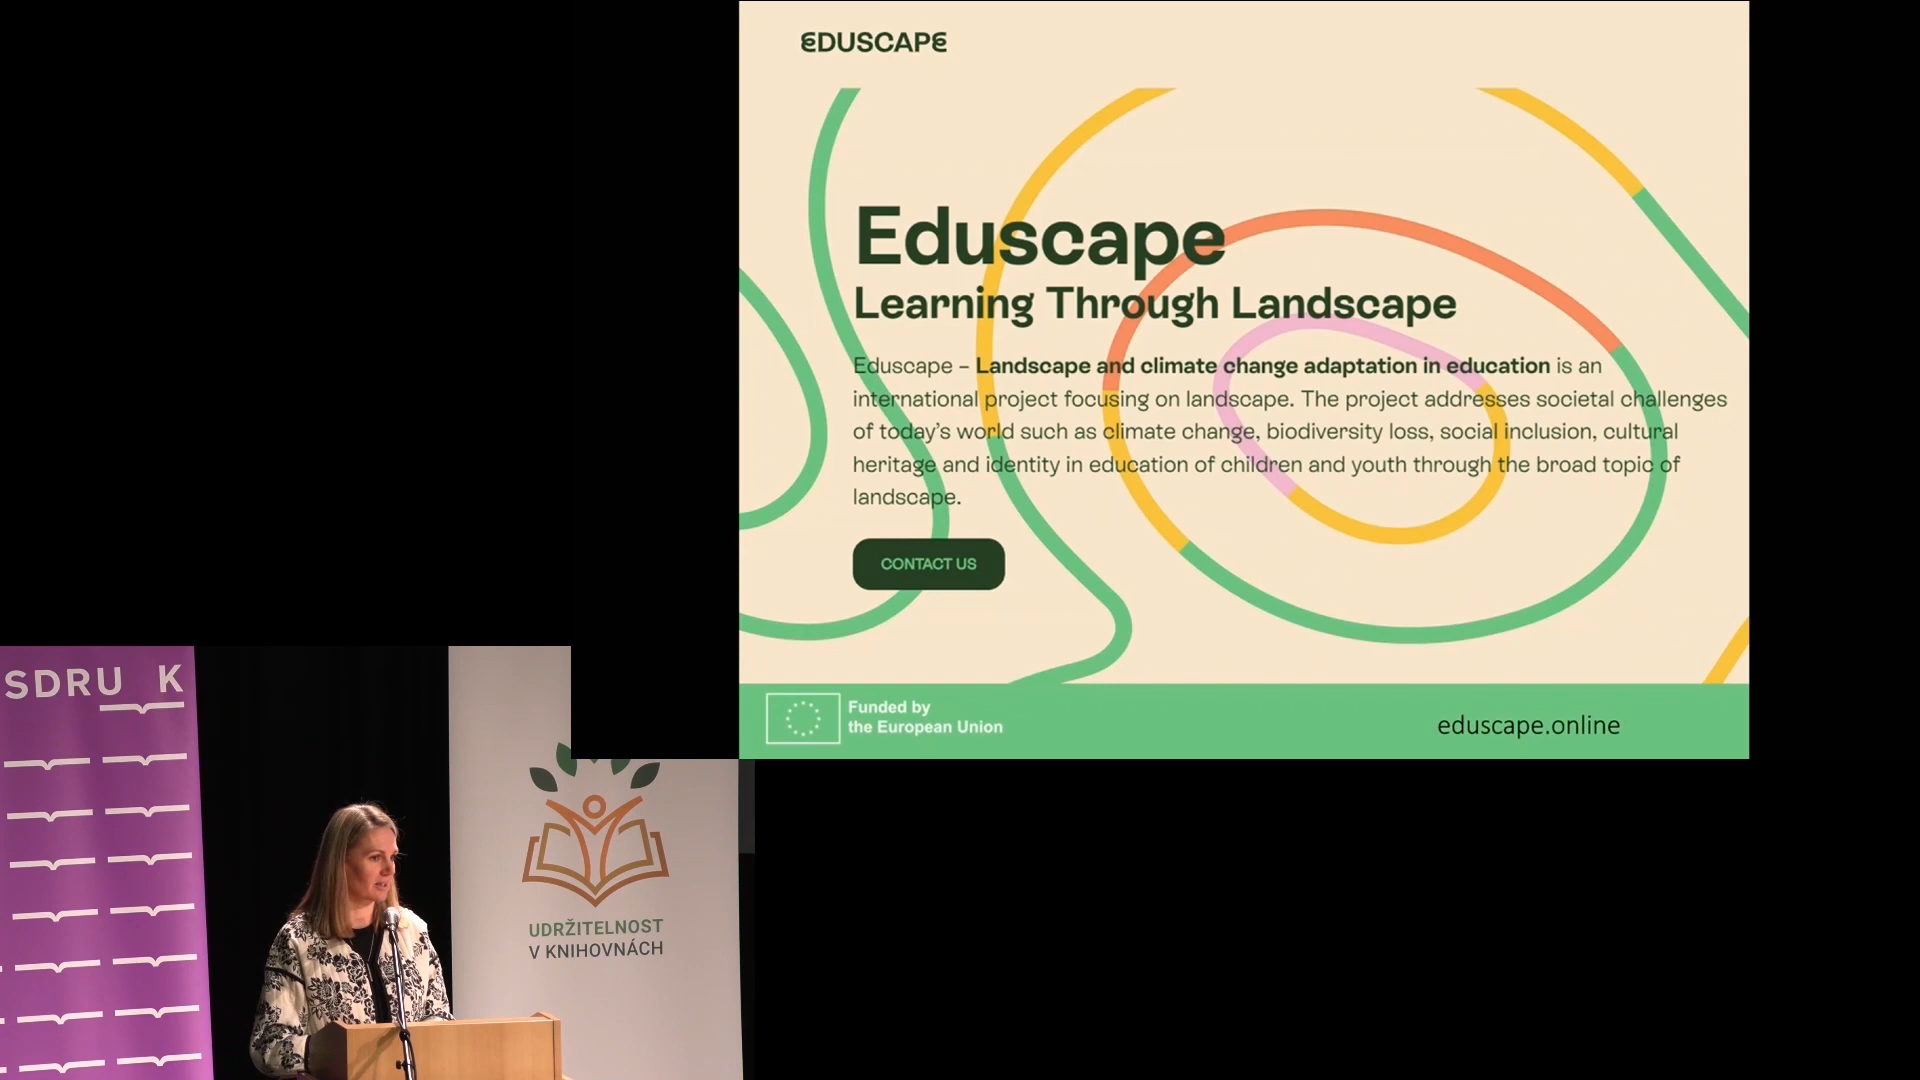 EDUSCAPE
Eduscape
Learning Through Landscape
Eduscape – Landscape and climate change adaptation in education is an
international project focusing on landscape. The project addresses societal challenges
of today’s world such as climate change, biodiversity loss, social inclusion, cultural
heritage and identity in education of children and youth through the broad topic of
landscape.
CONTACT US
Funded by
the European Union
eduscape.online
SDRU K
UDRŽITELNOST
V KNIHOVNÁCH